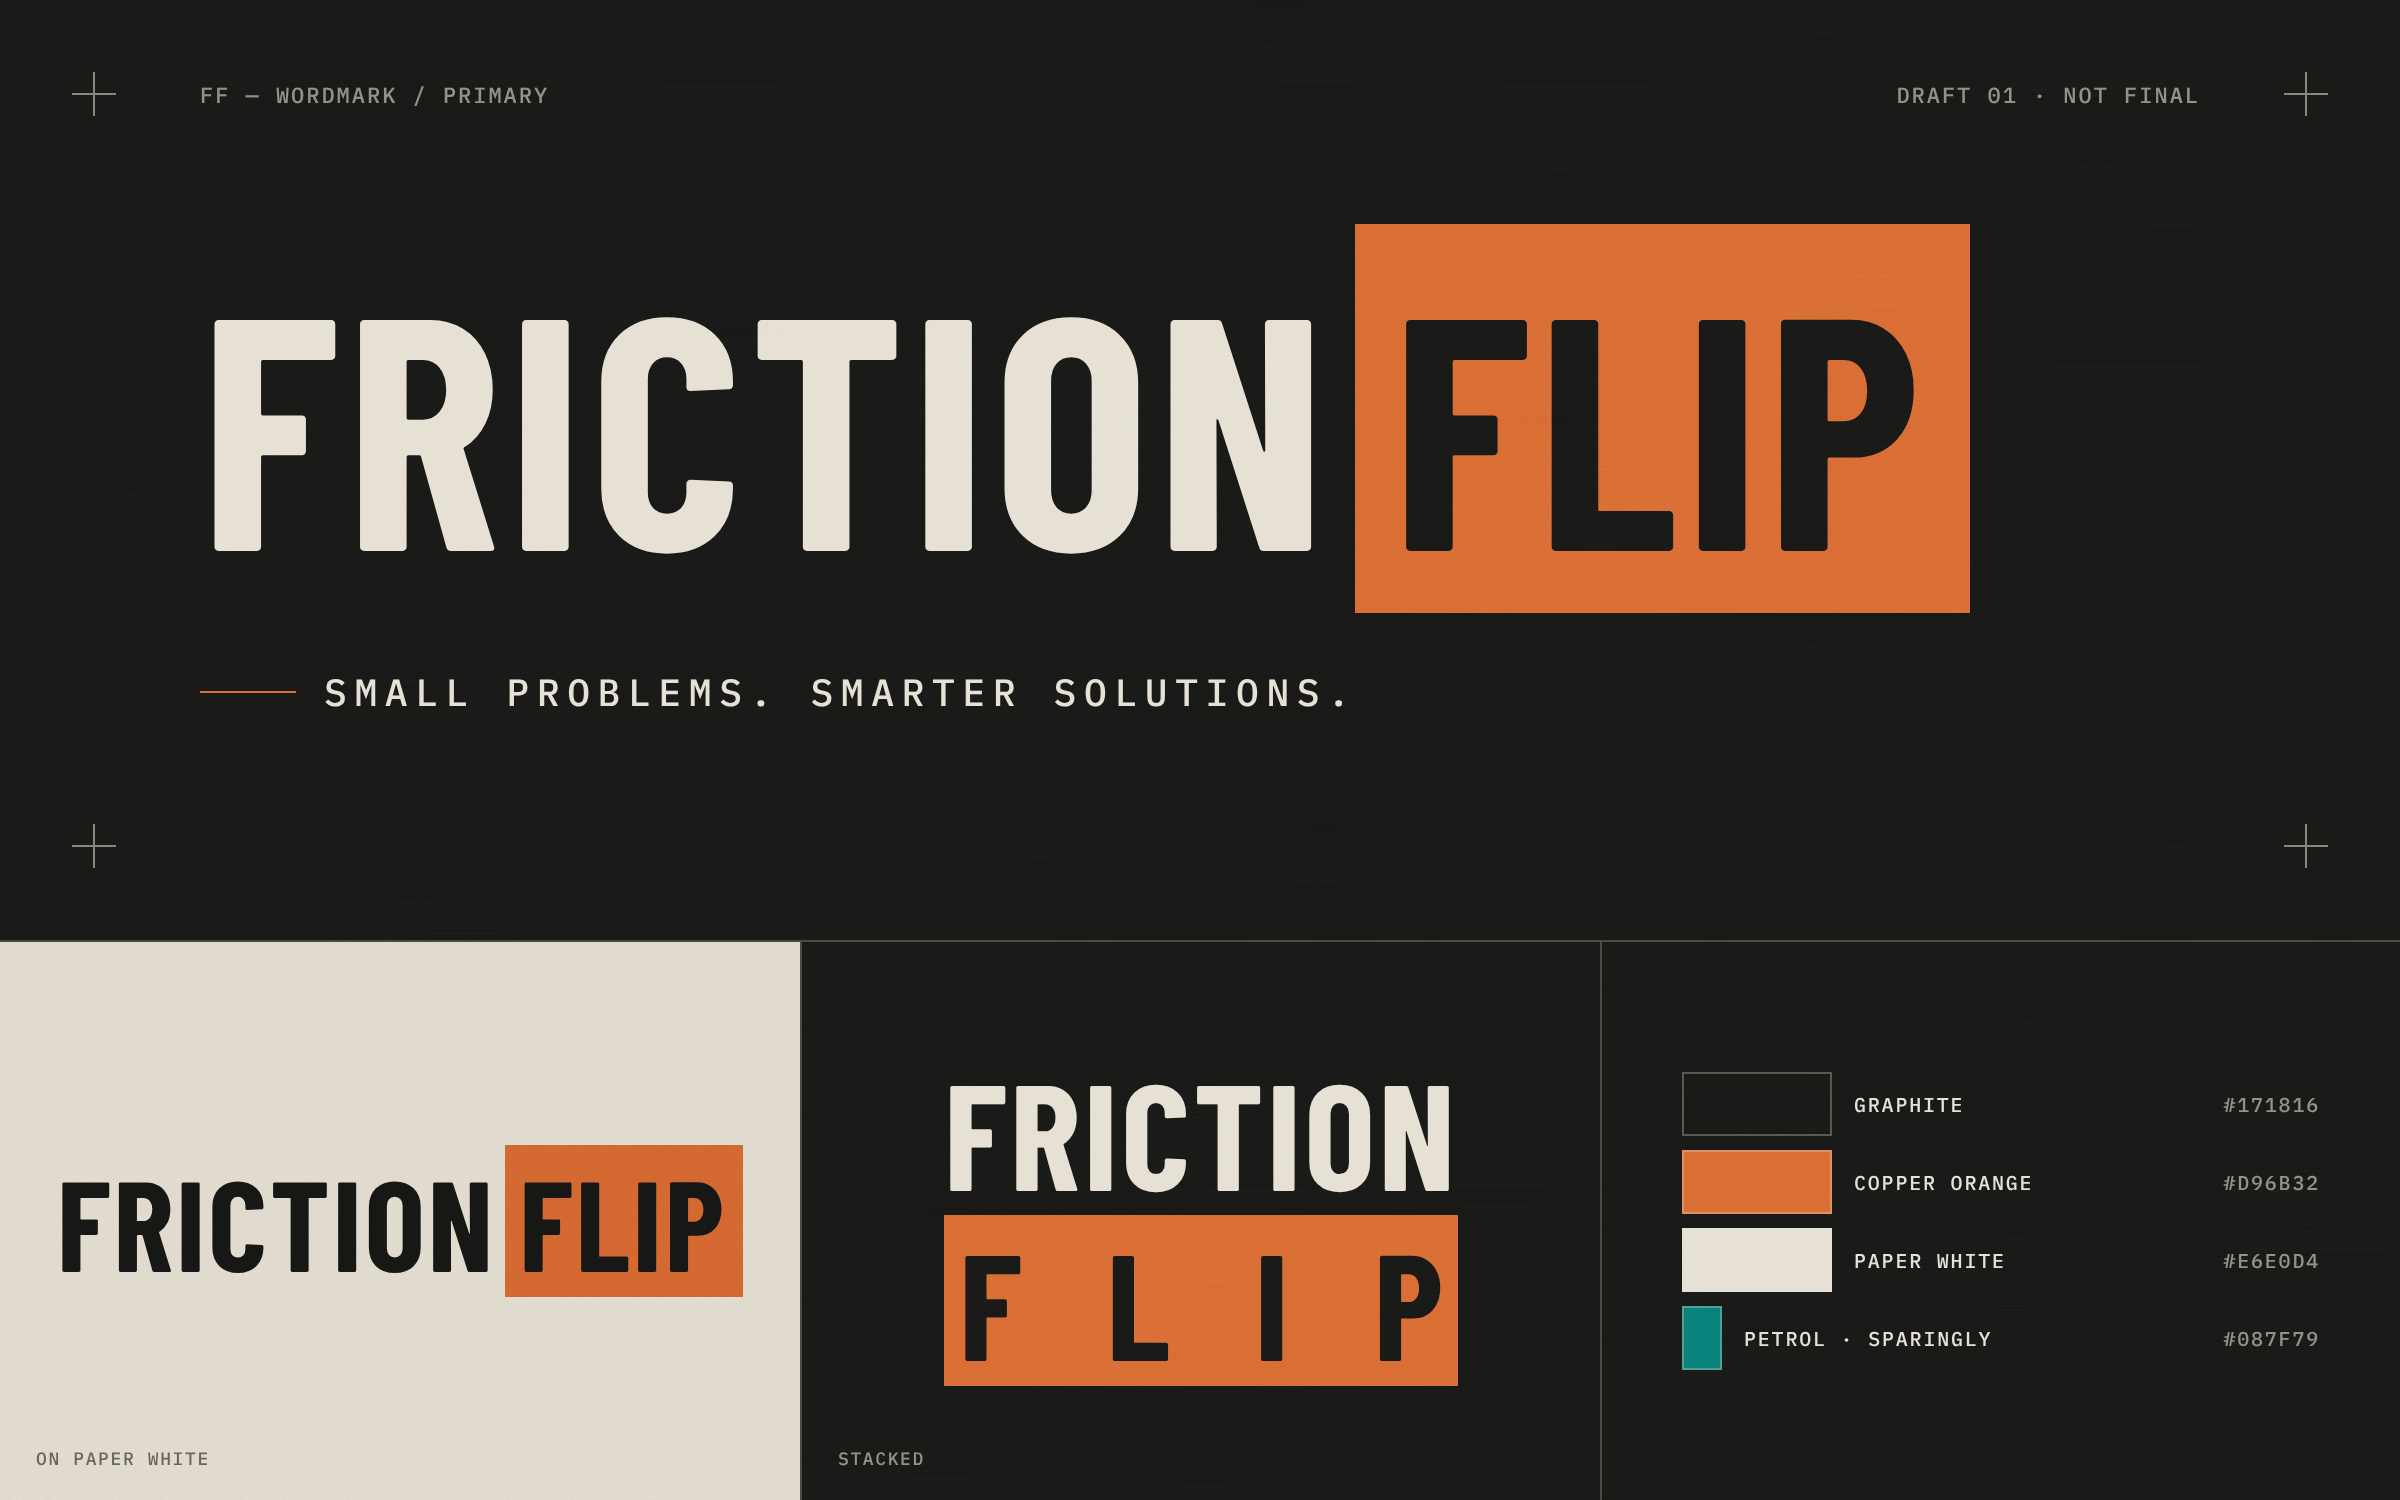 FF — WORDMARK / PRIMARY
DRAFT 01 · NOT FINAL
FRICTION FLIP
SMALL PROBLEMS. SMARTER SOLUTIONS.
FRICTION FLIP
ON PAPER WHITE
FRICTION
FLIP
STACKED
GRAPHITE #171816
COPPER ORANGE #D96B32
PAPER WHITE #E6E0D4
PETROL · SPARINGLY #087F79